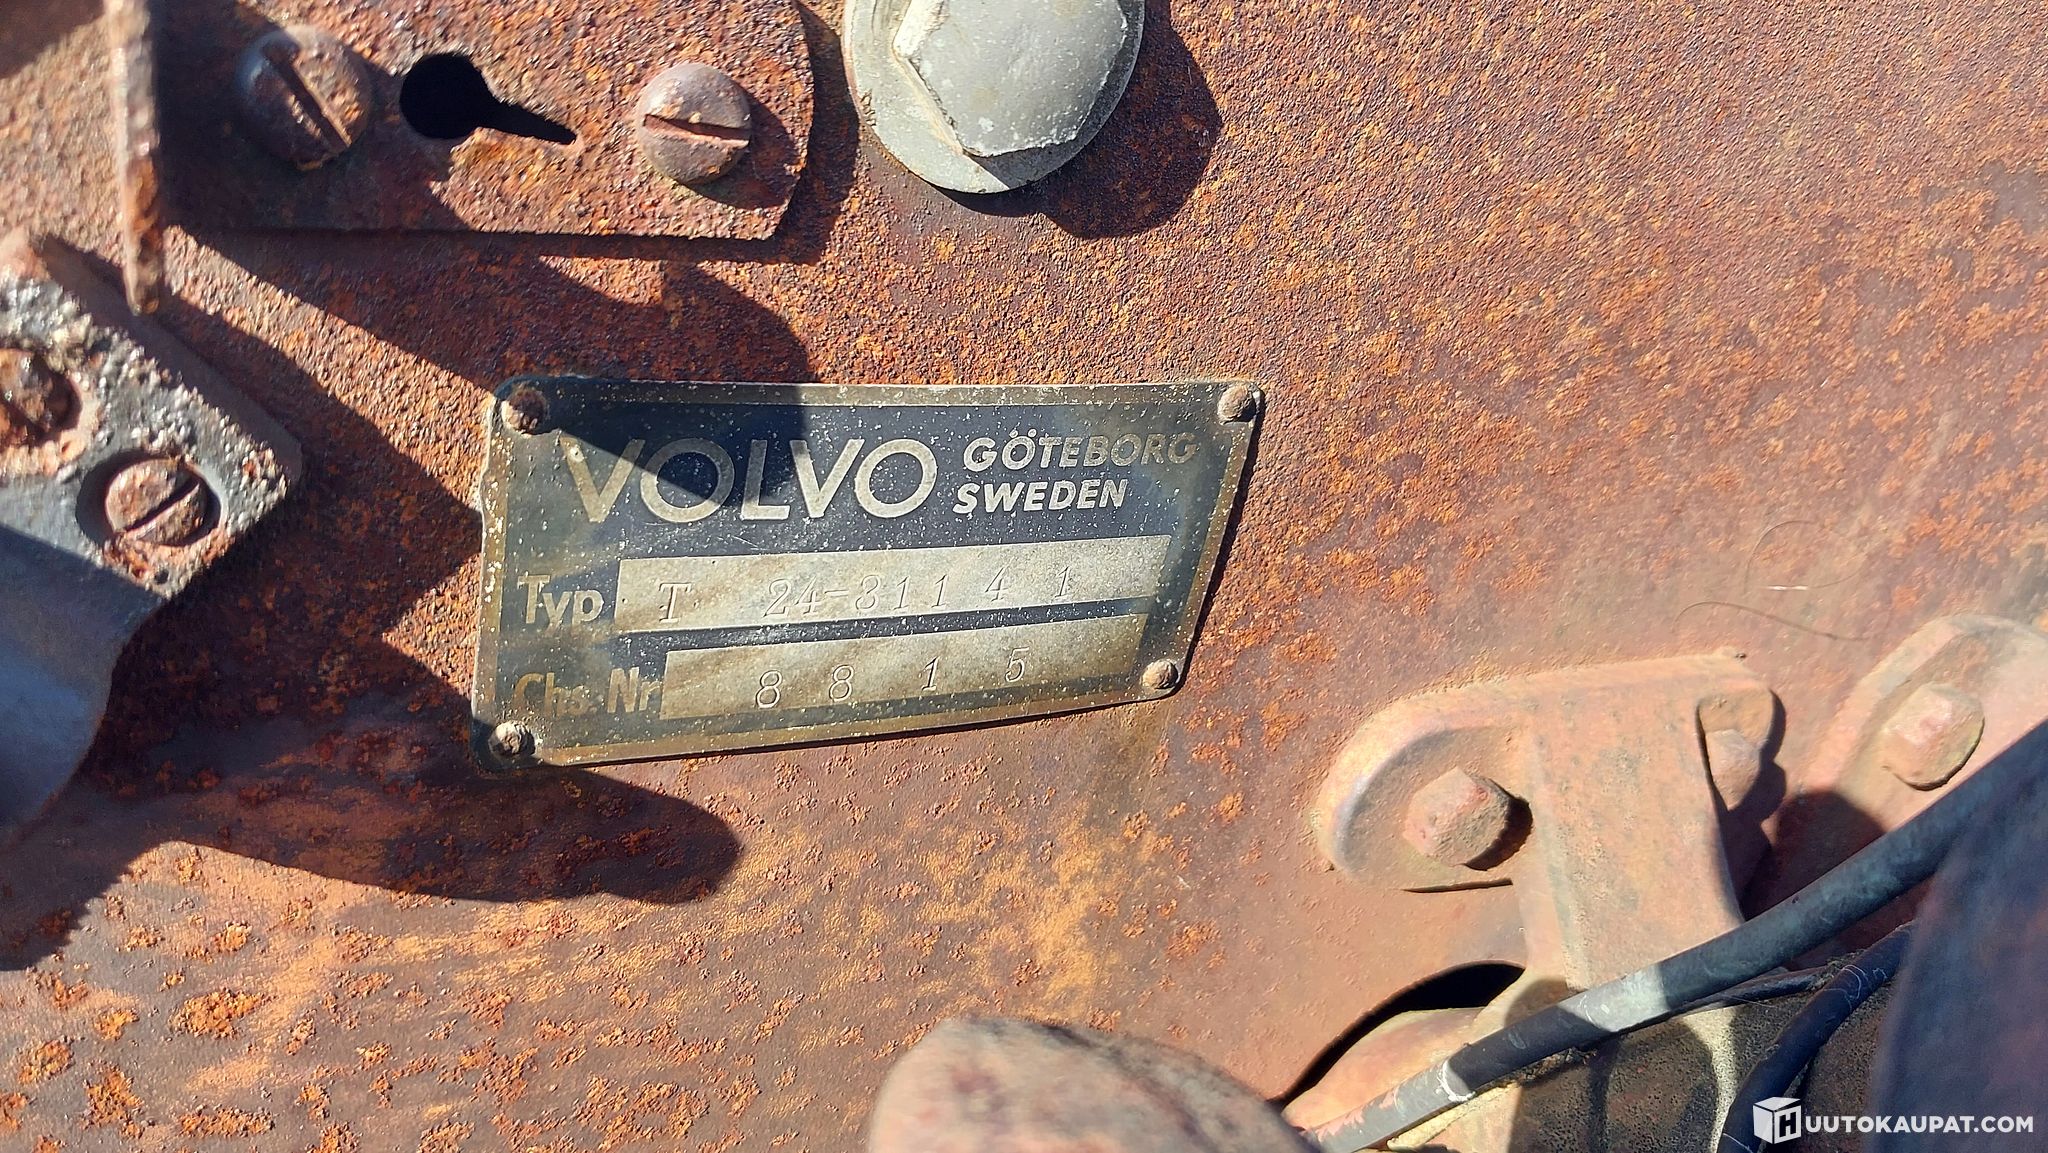 VOLVO GÖTEBORG
SWEDEN
Typ T 24-311 4 1
Chs. Nr 8 8 1 5
HUUTOKAUPAT.COM